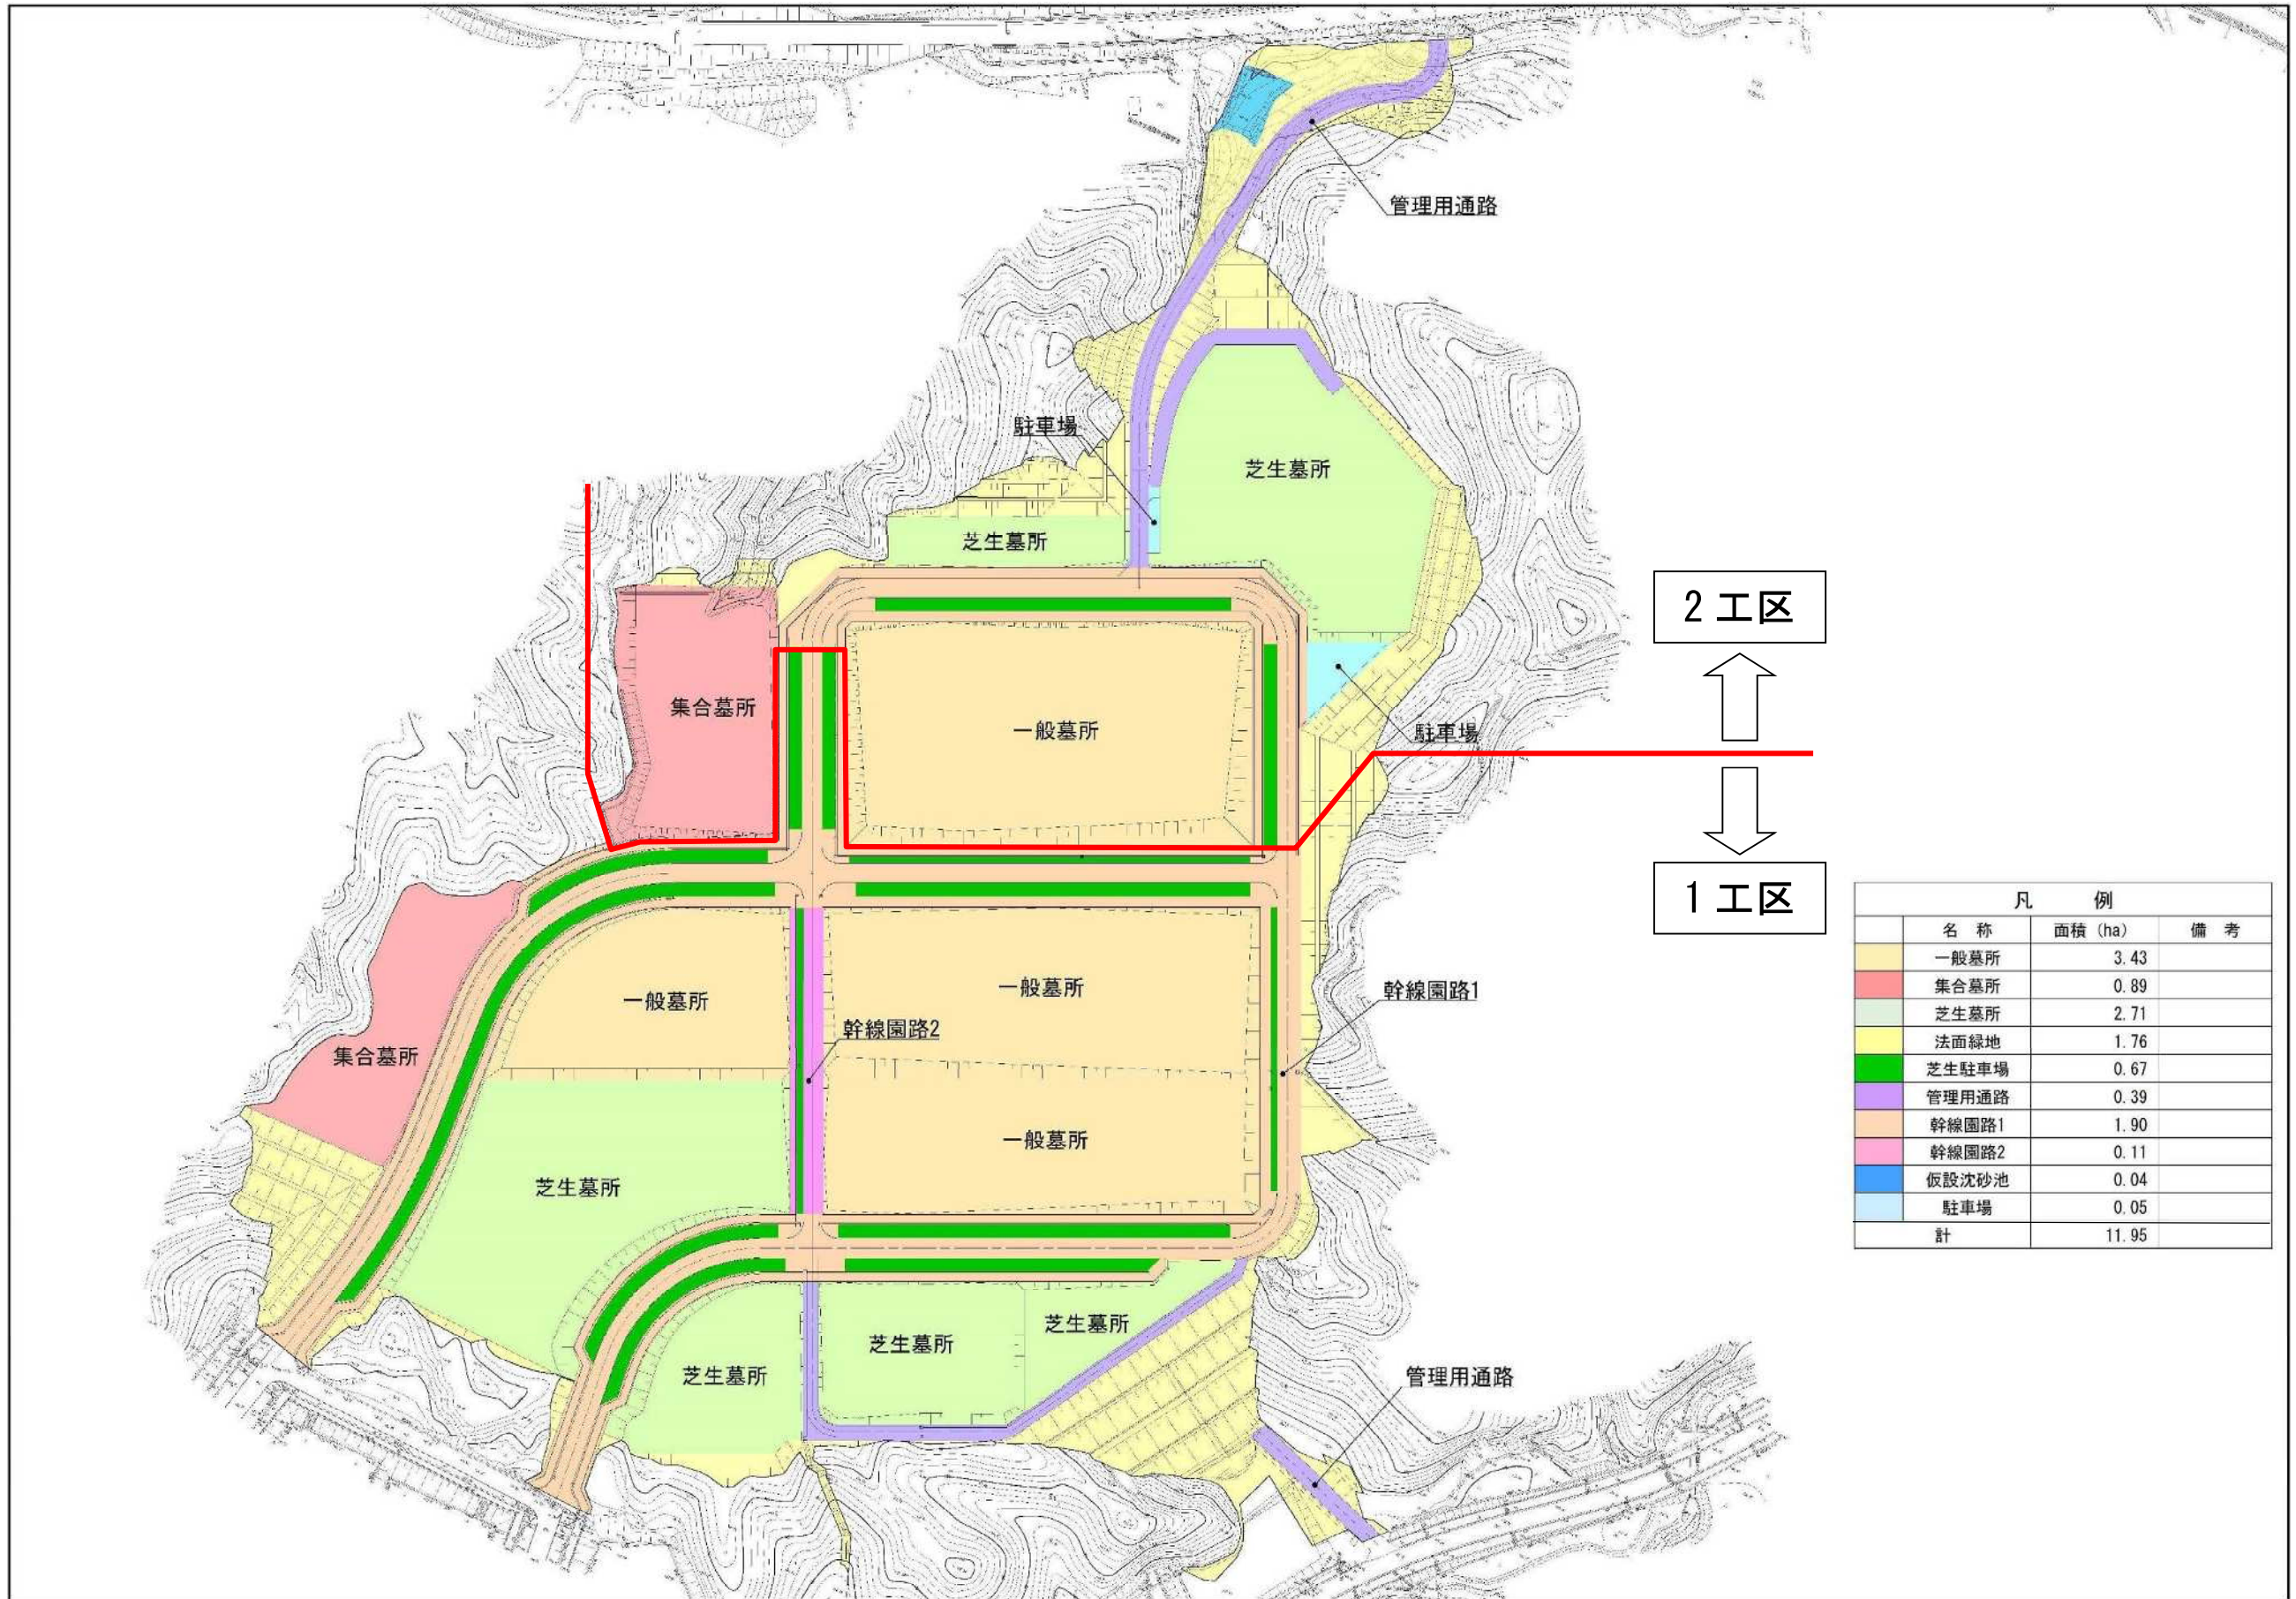 管理用通路
駐車場
芝生墓所
芝生墓所
2 工区
集合墓所
一般墓所
駐車場
1 工区
一般墓所
一般墓所
幹線園路1
幹線園路2
集合墓所
一般墓所
芝生墓所
芝生墓所
芝生墓所
芝生墓所
管理用通路
凡 例
名 称 面積 (ha) 備 考
一般墓所 3.43
集合墓所 0.89
芝生墓所 2.71
法面緑地 1.76
芝生駐車場 0.67
管理用通路 0.39
幹線園路1 1.90
幹線園路2 0.11
仮設沈砂池 0.04
駐車場 0.05
計 11.95